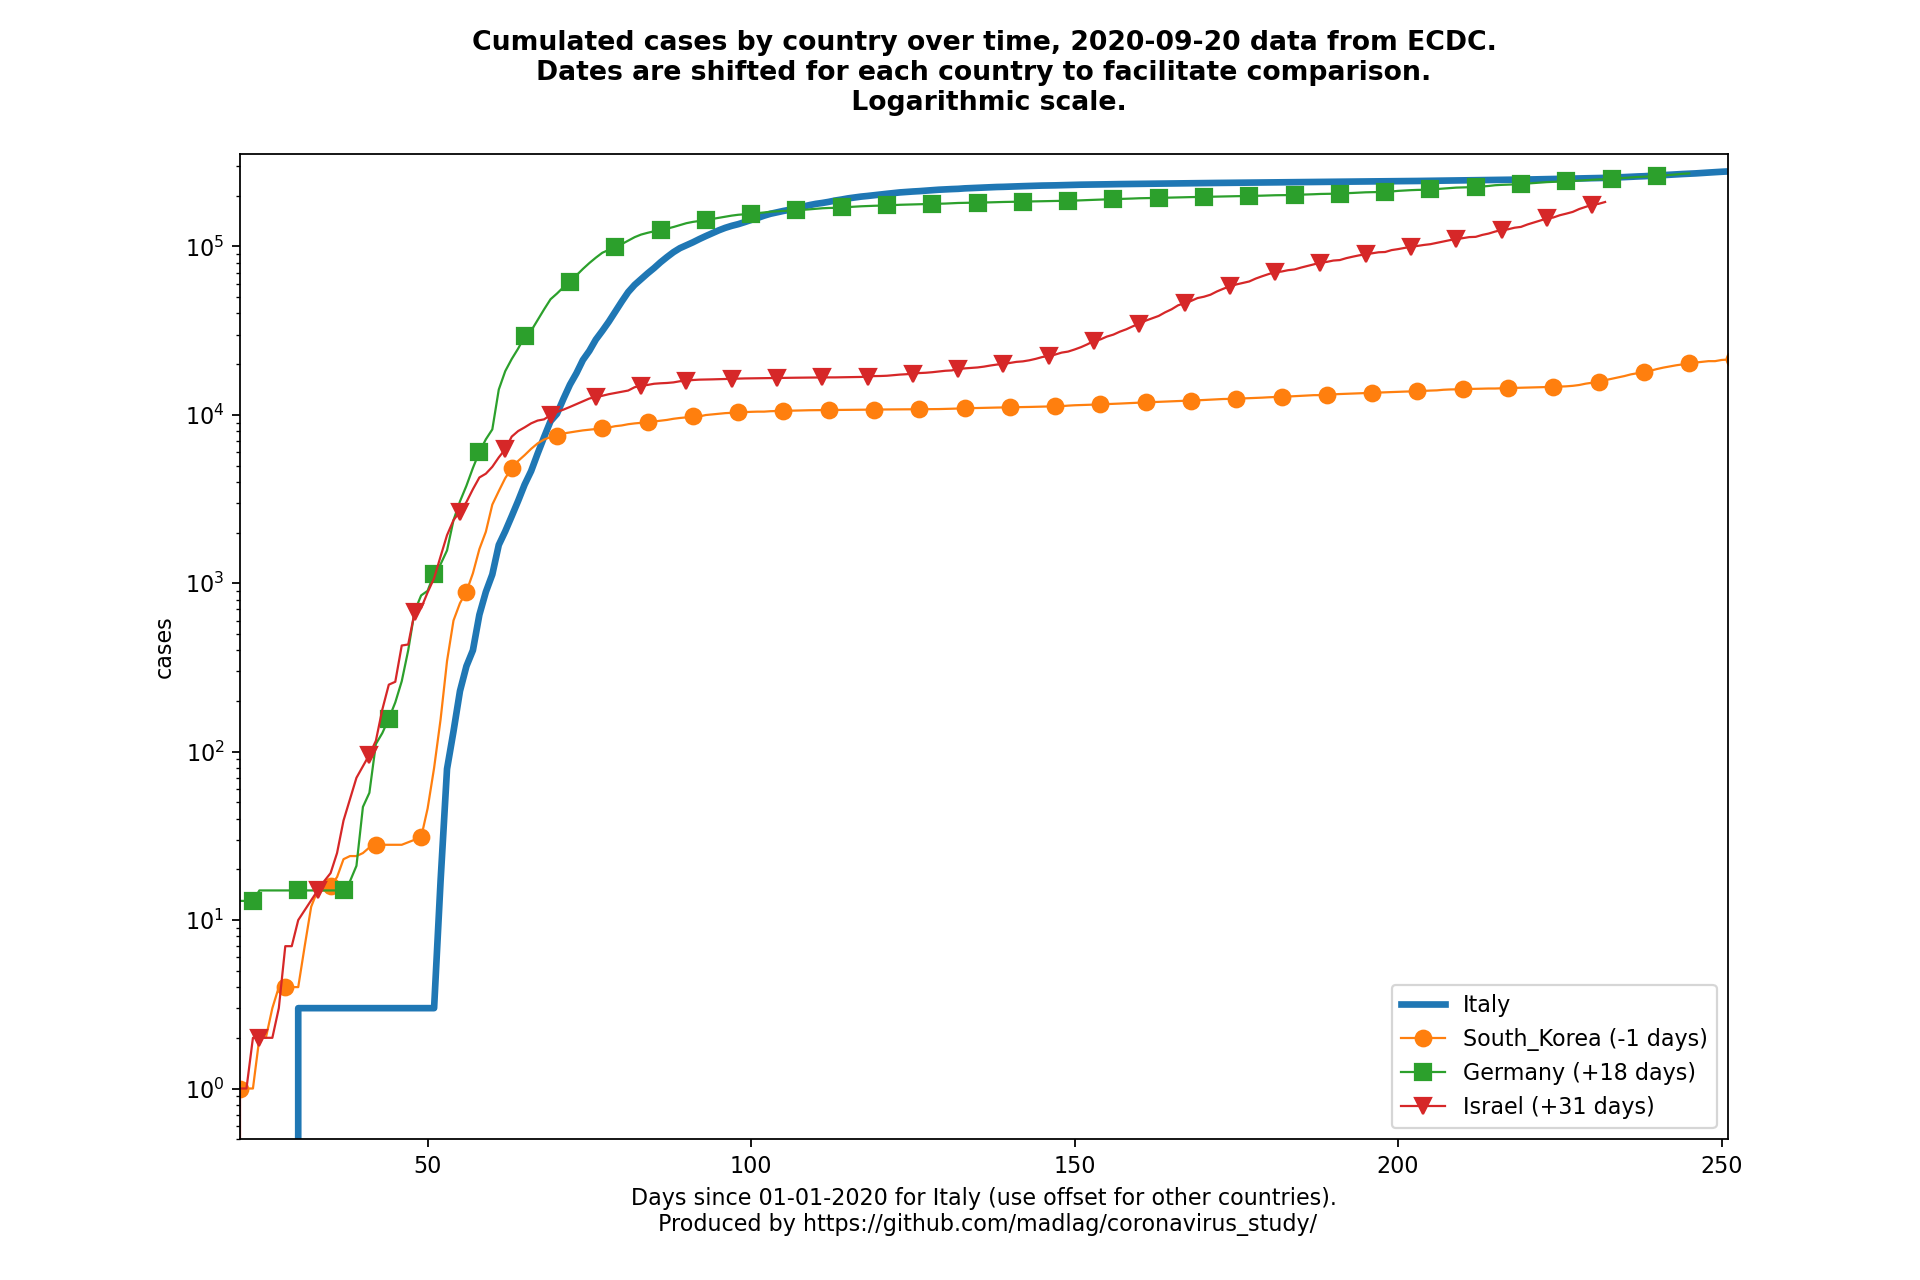 Cumulated cases by country over time, 2020-09-20 data from ECDC.
Dates are shifted for each country to facilitate comparison.
Logarithmic scale.
cases
10^5
10^4
10^3
10^2
10^1
10^0
Italy
South_Korea (-1 days)
Germany (+18 days)
Israel (+31 days)
50 100 150 200 250
Days since 01-01-2020 for Italy (use offset for other countries).
Produced by https://github.com/madlag/coronavirus_study/